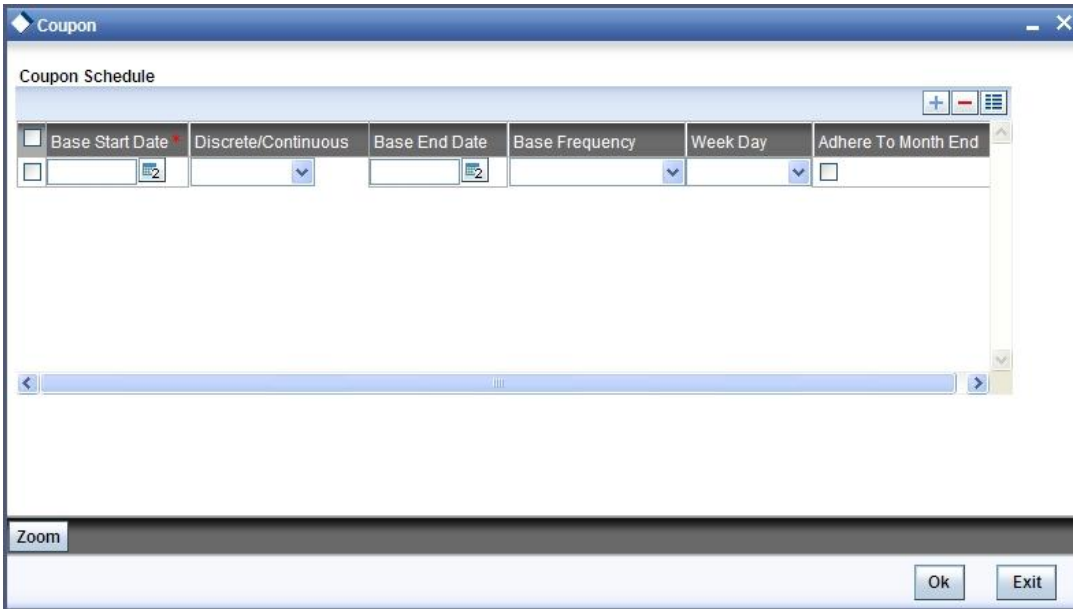 Coupon
Coupon Schedule
Base Start Date * Discrete/Continuous Base End Date Base Frequency Week Day Adhere To Month End
Zoom
Ok Exit